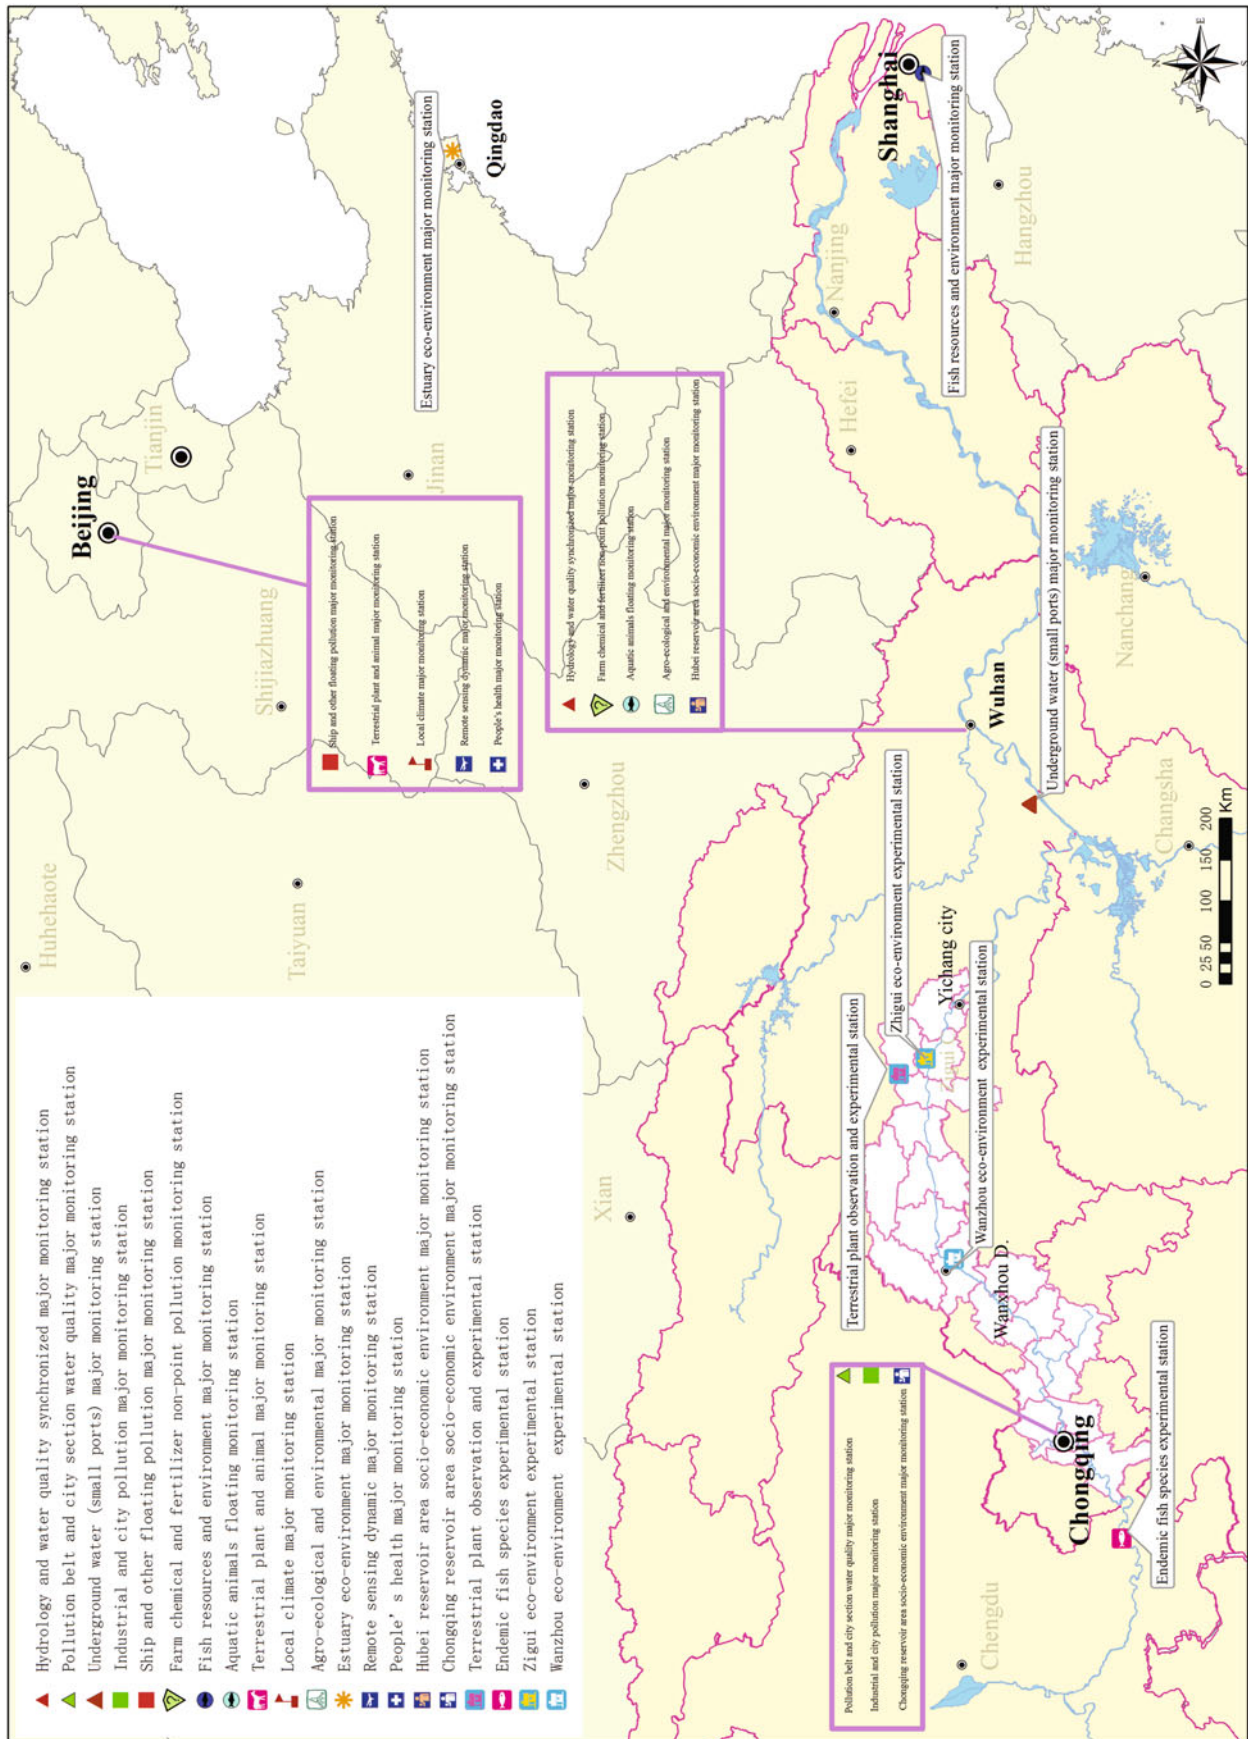 Hydrology and water quality synchronized major monitoring station
Pollution belt and city section water quality major monitoring station
Underground water (small ports) major monitoring station
Industrial and city pollution major monitoring station
Ship and other floating pollution major monitoring station
Farm chemical and fertilizer non-point pollution monitoring station
Fish resources and environment major monitoring station
Aquatic animals floating monitoring station
Terrestrial plant and animal major monitoring station
Local climate major monitoring station
Agro-ecological and environmental major monitoring station
Estuary eco-environment major monitoring station
Remote sensing dynamic major monitoring station
People's health major monitoring station
Hubei reservoir area socio-economic environment major monitoring station
Chongqing reservoir area socio-economic environment major monitoring station
Terrestrial plant observation and experimental station
Endemic fish species experimental station
Zigui eco-environment experimental station
Wanzhou eco-environment experimental station
Huhehaote
Beijing
Tianjin
Shijiazhuang
Taiyuan
Jinan
Estuary eco-environment major monitoring station
Qingdao
Ship and other floating pollution major monitoring station
Terrestrial plant and animal major monitoring station
Local climate major monitoring station
Remote sensing dynamic major monitoring station
People's health major monitoring station
Hydrology and water quality synchronized major monitoring station
Farm chemical and fertilizer non-point pollution monitoring station
Aquatic animals floating monitoring station
Agro-ecological and environmental major monitoring station
Hubei reservoir area socio-economic environment major monitoring station
Zhengzhou
Xian
Nanjing
Hefei
Shanghai
Fish resources and environment major monitoring station
Hangzhou
Terrestrial plant observation and experimental station
Zhigui eco-environment experimental station
Yichang city
Zigui C
Wanzhou eco-environment experimental station
Wanxhou D.
Wuhan
Underground water (small ports) major monitoring station
Nanchang
Changsha
Pollution belt and city section water quality major monitoring station
Industrial and city pollution major monitoring station
Chongqing reservoir area socio-economic environment major monitoring station
Chongqing
Chengdu
Endemic fish species experimental station
0 25 50 100 150 200
Km
N
E
S
W